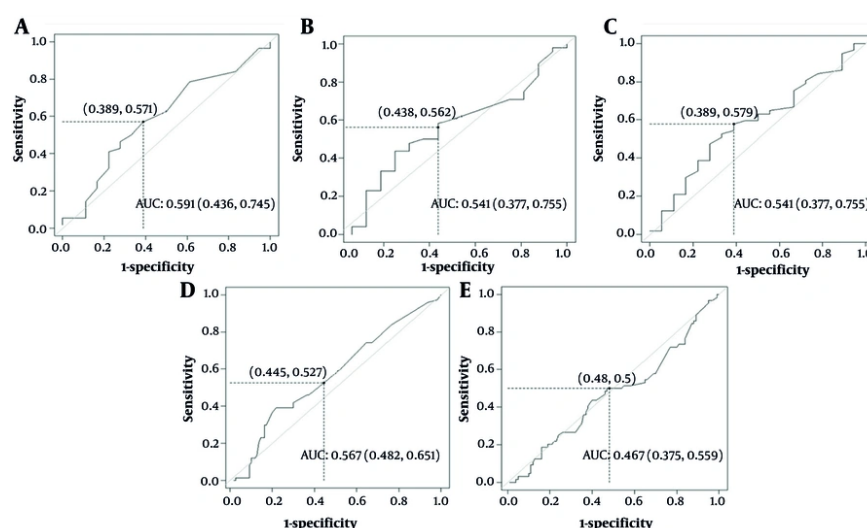 A
1.0
0.8
0.6
0.4
0.2
0.0
Sensitivity
(0.389, 0.571)
AUC: 0.591 (0.436, 0.745)
0.0 0.2 0.4 0.6 0.8 1.0
1-specificity
B
1.0
0.8
0.6
0.4
0.2
0.0
Sensitivity
(0.438, 0.562)
AUC: 0.541 (0.377, 0.755)
0.0 0.2 0.4 0.6 0.8 1.0
1-specificity
C
1.0
0.8
0.6
0.4
0.2
0.0
Sensitivity
(0.389, 0.579)
AUC: 0.541 (0.377, 0.755)
0.0 0.2 0.4 0.6 0.8 1.0
1-specificity
D
1.0
0.8
0.6
0.4
0.2
0.0
Sensitivity
(0.445, 0.527)
AUC: 0.567 (0.482, 0.651)
0.0 0.2 0.4 0.6 0.8 1.0
1-specificity
E
1.0
0.8
0.6
0.4
0.2
0.0
Sensitivity
(0.48, 0.5)
AUC: 0.467 (0.375, 0.559)
0.0 0.2 0.4 0.6 0.8 1.0
1-specificity